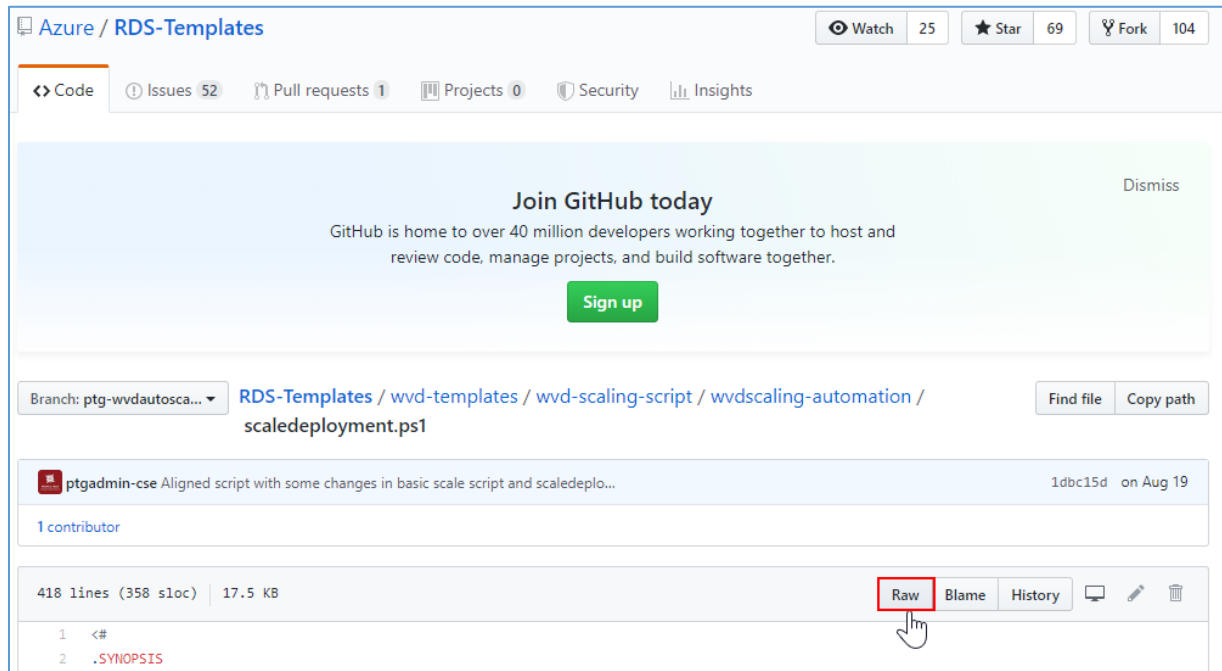 Azure / RDS-Templates
Watch 25 Star 69 Fork 104
Code Issues 52 Pull requests 1 Projects 0 Security Insights
Dismiss
Join GitHub today
GitHub is home to over 40 million developers working together to host and
review code, manage projects, and build software together.
Sign up
Branch: ptg-wvdautosca... RDS-Templates / wvd-templates / wvd-scaling-script / wvdscaling-automation / Find file Copy path
scaledeployment.ps1
ptgadmin-cse Aligned script with some changes in basic scale script and scaledeplo... 1dbc15d on Aug 19
1 contributor
418 lines (358 sloc) 17.5 KB Raw Blame History
1 <#
2 .SYNOPSIS